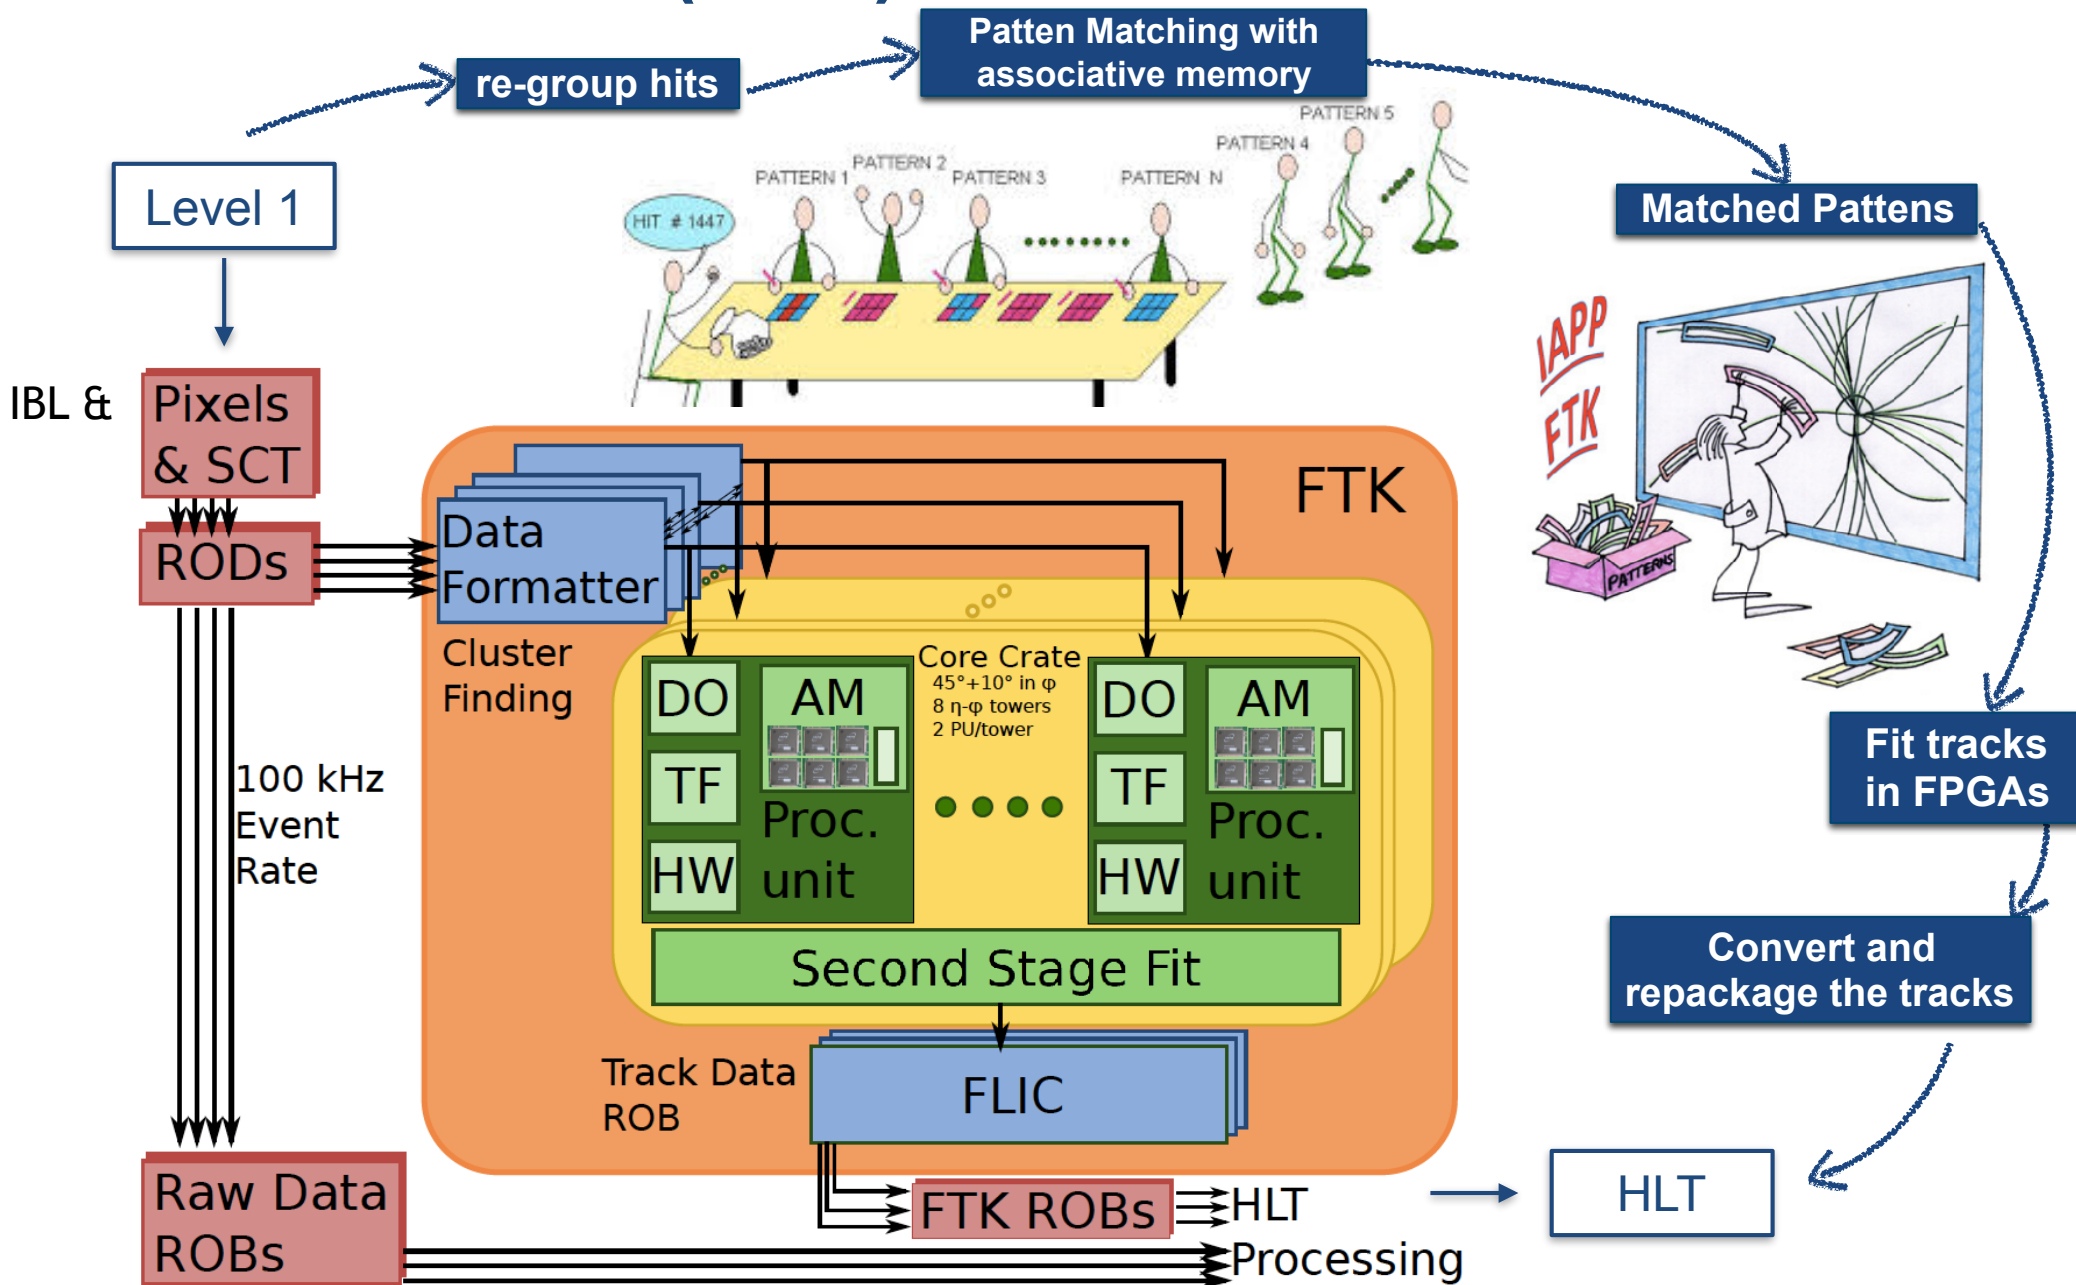 Patten Matching with
associative memory
re-group hits
PATTERN 5
PATTERN 4
PATTERN 2
PATTERN 1
PATTERN 3
PATTERN N
Level 1
HIT # 1447
Matched Pattens
IAPP
FTK
PATTERNS
IBL &
Pixels
& SCT
FTK
Data
Formatter
RODs
Cluster
Finding
Core Crate
45°+10° in φ
8 η-φ towers
2 PU/tower
DO
AM
TF
HW
Proc.
unit
DO
AM
TF
HW
Proc.
unit
Fit tracks
in FPGAs
100 kHz
Event
Rate
Second Stage Fit
Convert and
repackage the tracks
Track Data
ROB
FLIC
Raw Data
ROBs
FTK ROBs
HLT
Processing
HLT